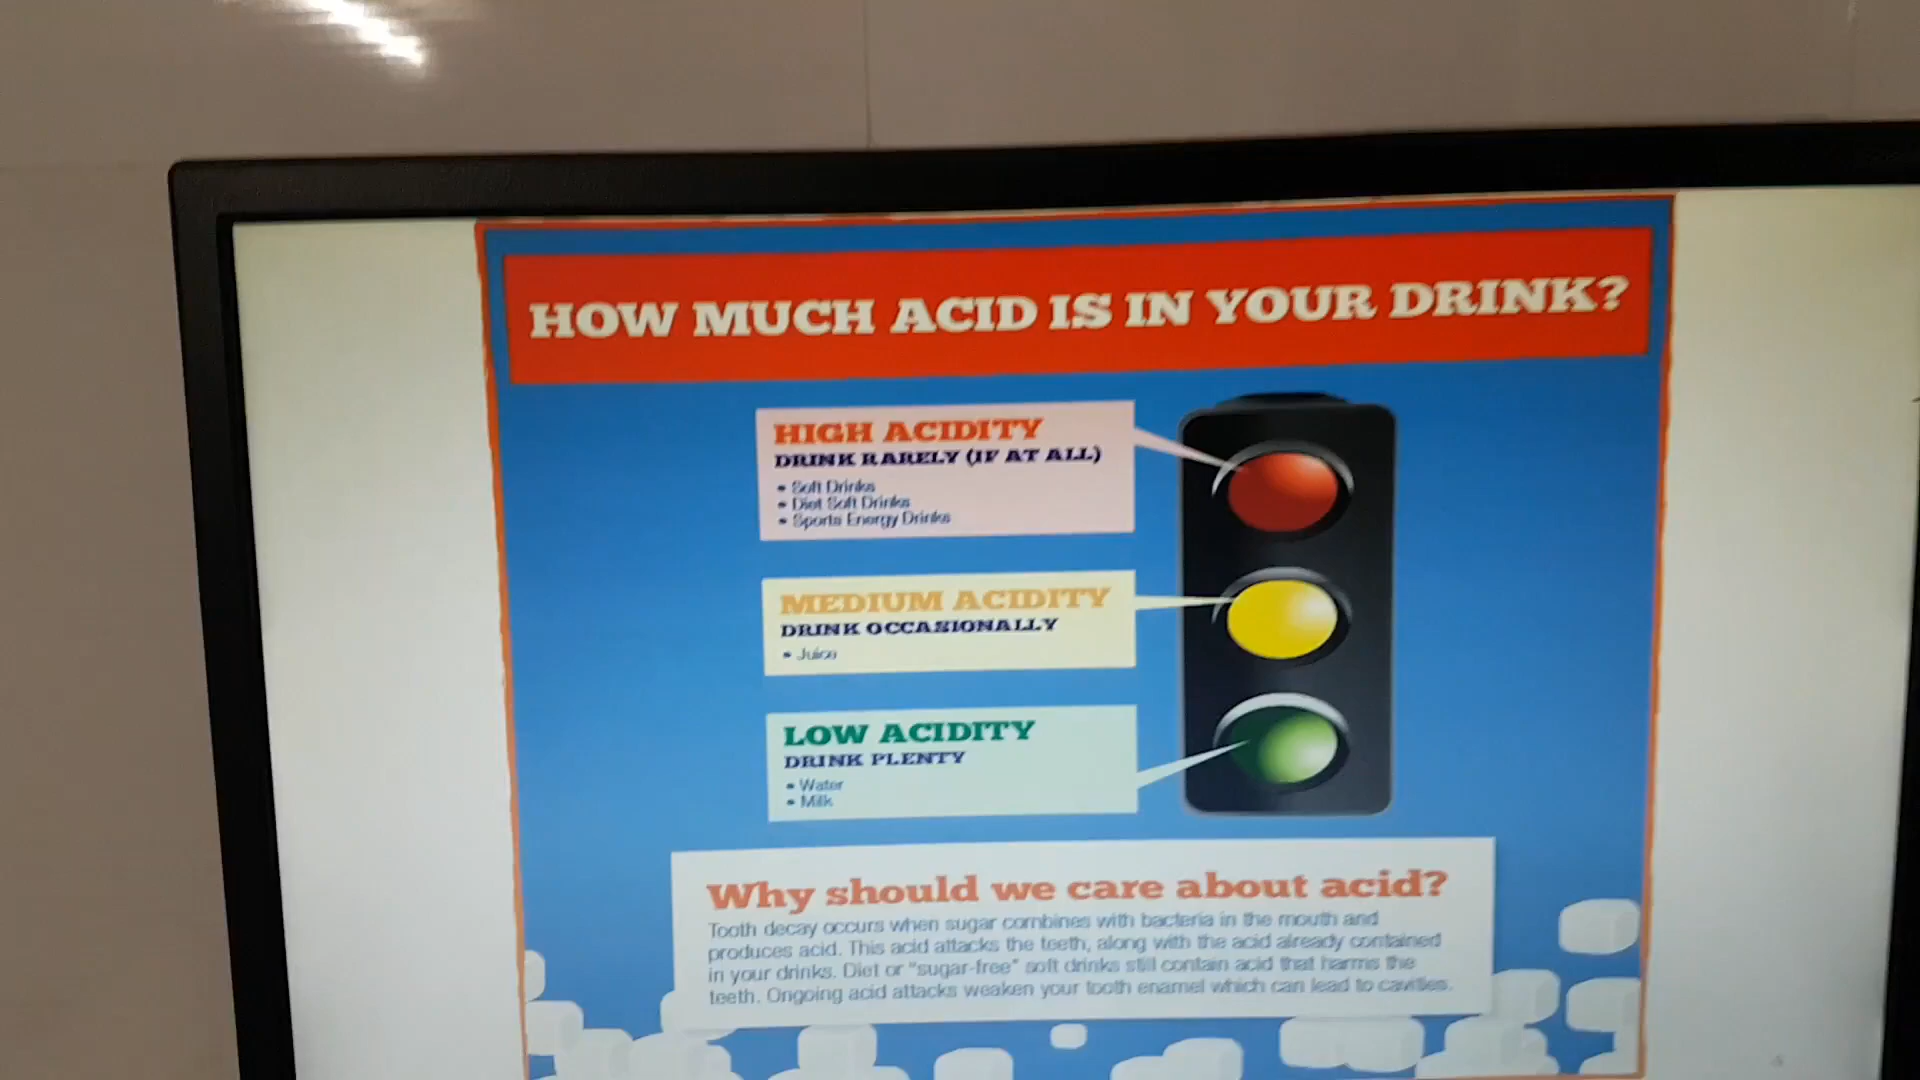 HOW MUCH ACID IS IN YOUR DRINK?
HIGH ACIDITY
DRINK RARELY (IF AT ALL)
• Soft Drinks
• Diet Soft Drinks
• Sports Energy Drinks
MEDIUM ACIDITY
DRINK OCCASIONALLY
• Juice
LOW ACIDITY
DRINK PLENTY
• Water
• Milk
Why should we care about acid?
Tooth decay occurs when sugar combines with bacteria in the mouth and
produces acid. This acid attacks the teeth, along with the acid already contained
in your drinks. Diet or "sugar-free" soft drinks still contain acid that harms the
teeth. Ongoing acid attacks weaken your tooth enamel which can lead to cavities.